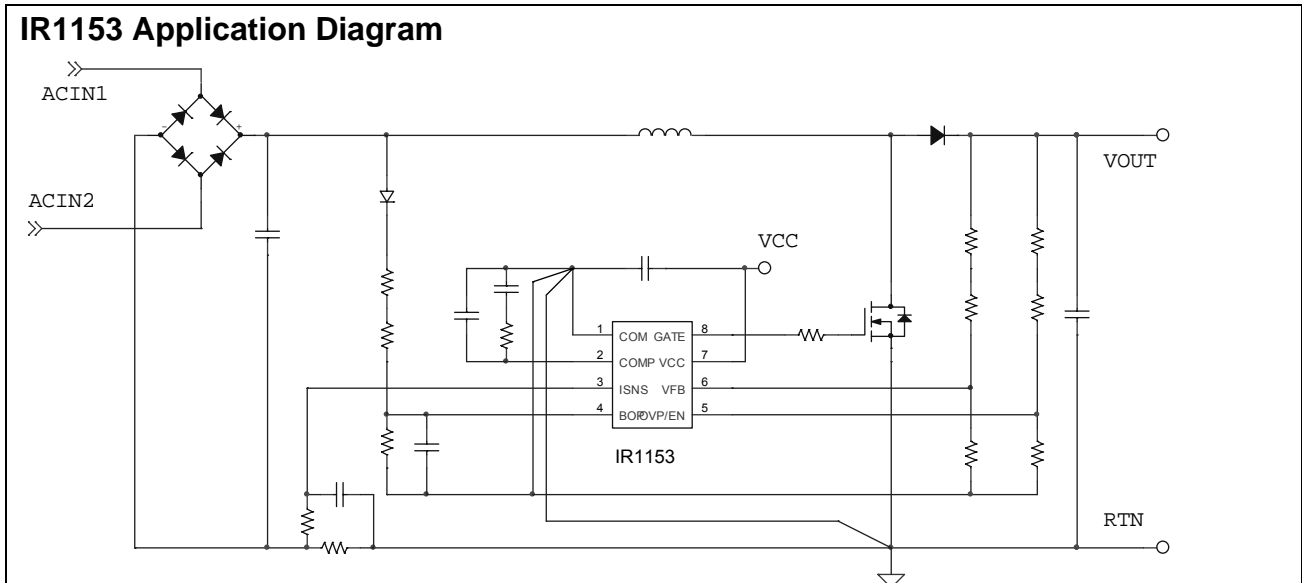 IR1153 Application Diagram
ACIN1
- +
VOUT
ACIN2
VCC
1 COM GATE 8
2 COMP VCC 7
3 ISNS VFB 6
4 BOP OVP/EN 5
IR1153
RTN